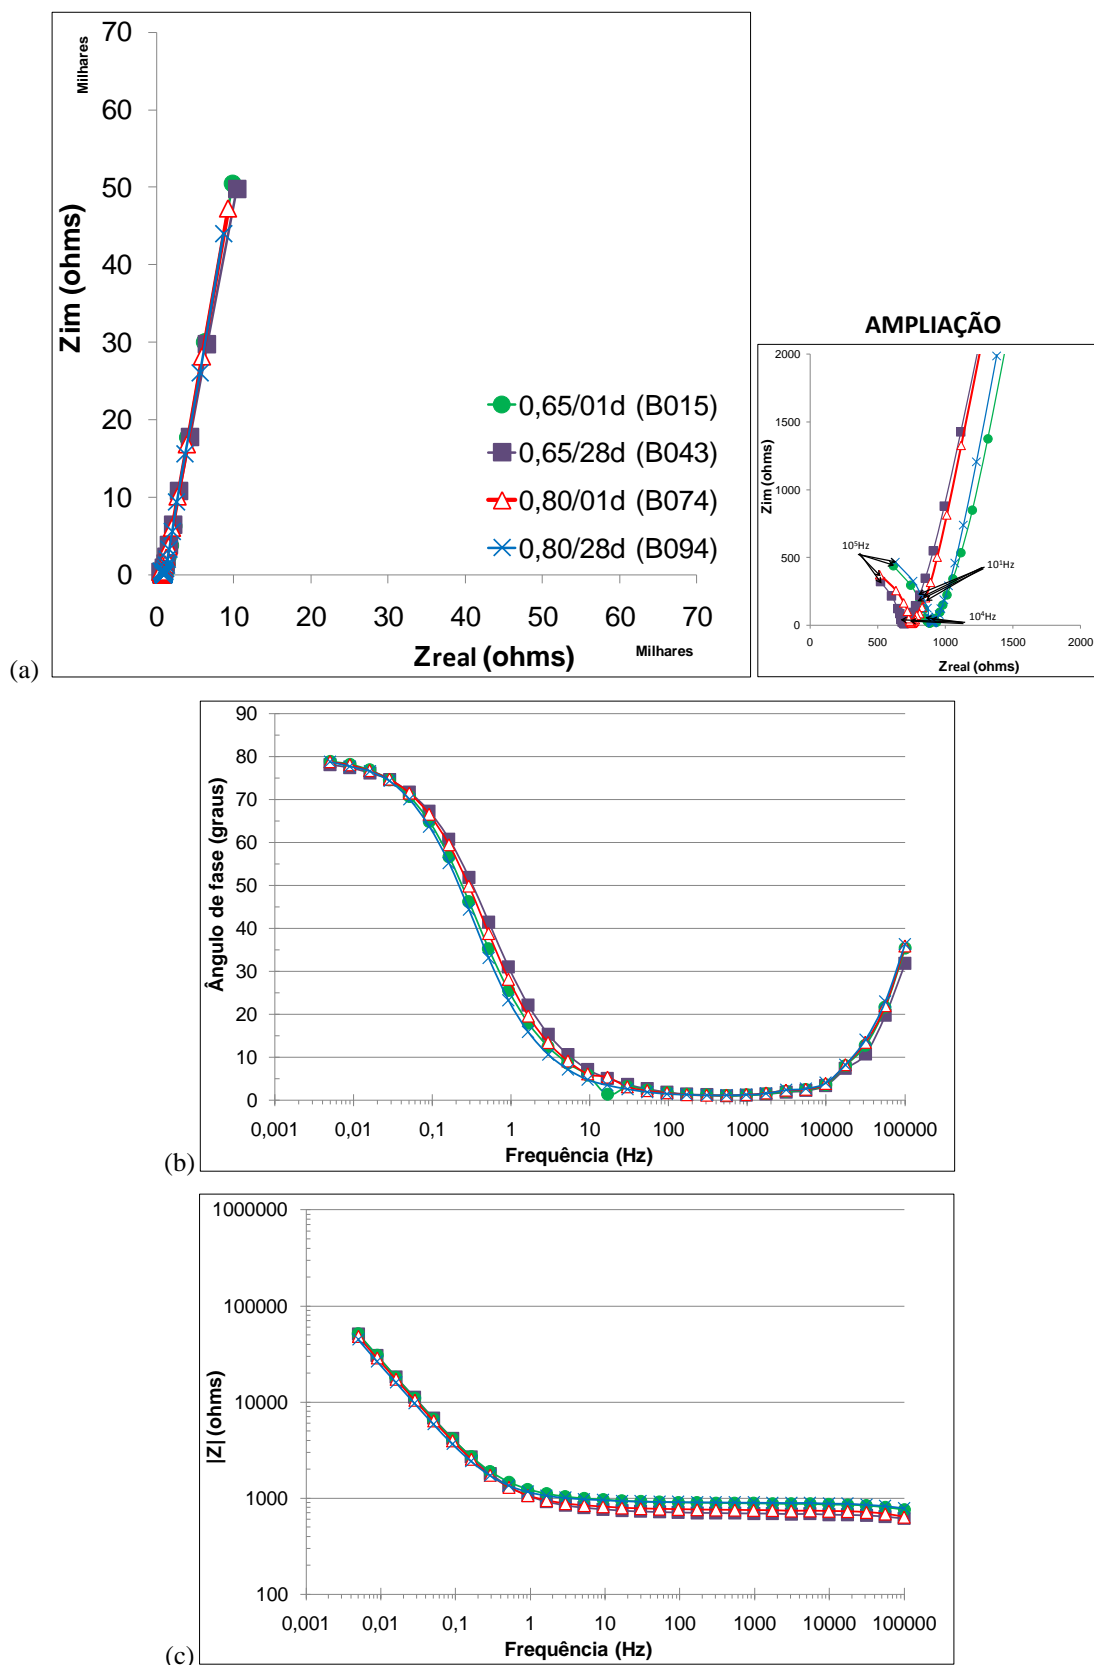 70
60
50
40
30
20
10
0
Milhares
Zim (ohms)
0 10 20 30 40 50 60 70
Zreal (ohms)
Milhares
0,65/01d (B015)
0,65/28d (B043)
0,80/01d (B074)
0,80/28d (B094)
(a)
AMPLIAÇÃO
2000
1500
1000
500
0
Zim (ohms)
10⁵Hz
10¹Hz
10⁴Hz
0 500 1000 1500 2000
Zreal (ohms)
90
80
70
60
50
40
30
20
10
0
Ângulo de fase (graus)
0,001 0,01 0,1 1 10 100 1000 10000 100000
Frequência (Hz)
(b)
1000000
100000
10000
1000
100
|Z| (ohms)
0,001 0,01 0,1 1 10 100 1000 10000 100000
Frequência (Hz)
(c)